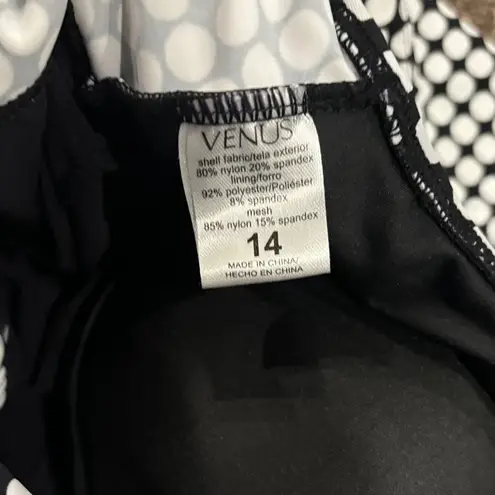 VENUS
shell fabric/tela exterior
80% nylon 20% spandex
lining/forro
92% polyester/Poliéster
8% spandex
mesh
85% nylon 15% spandex
14
MADE IN CHINA/
HECHO EN CHINA